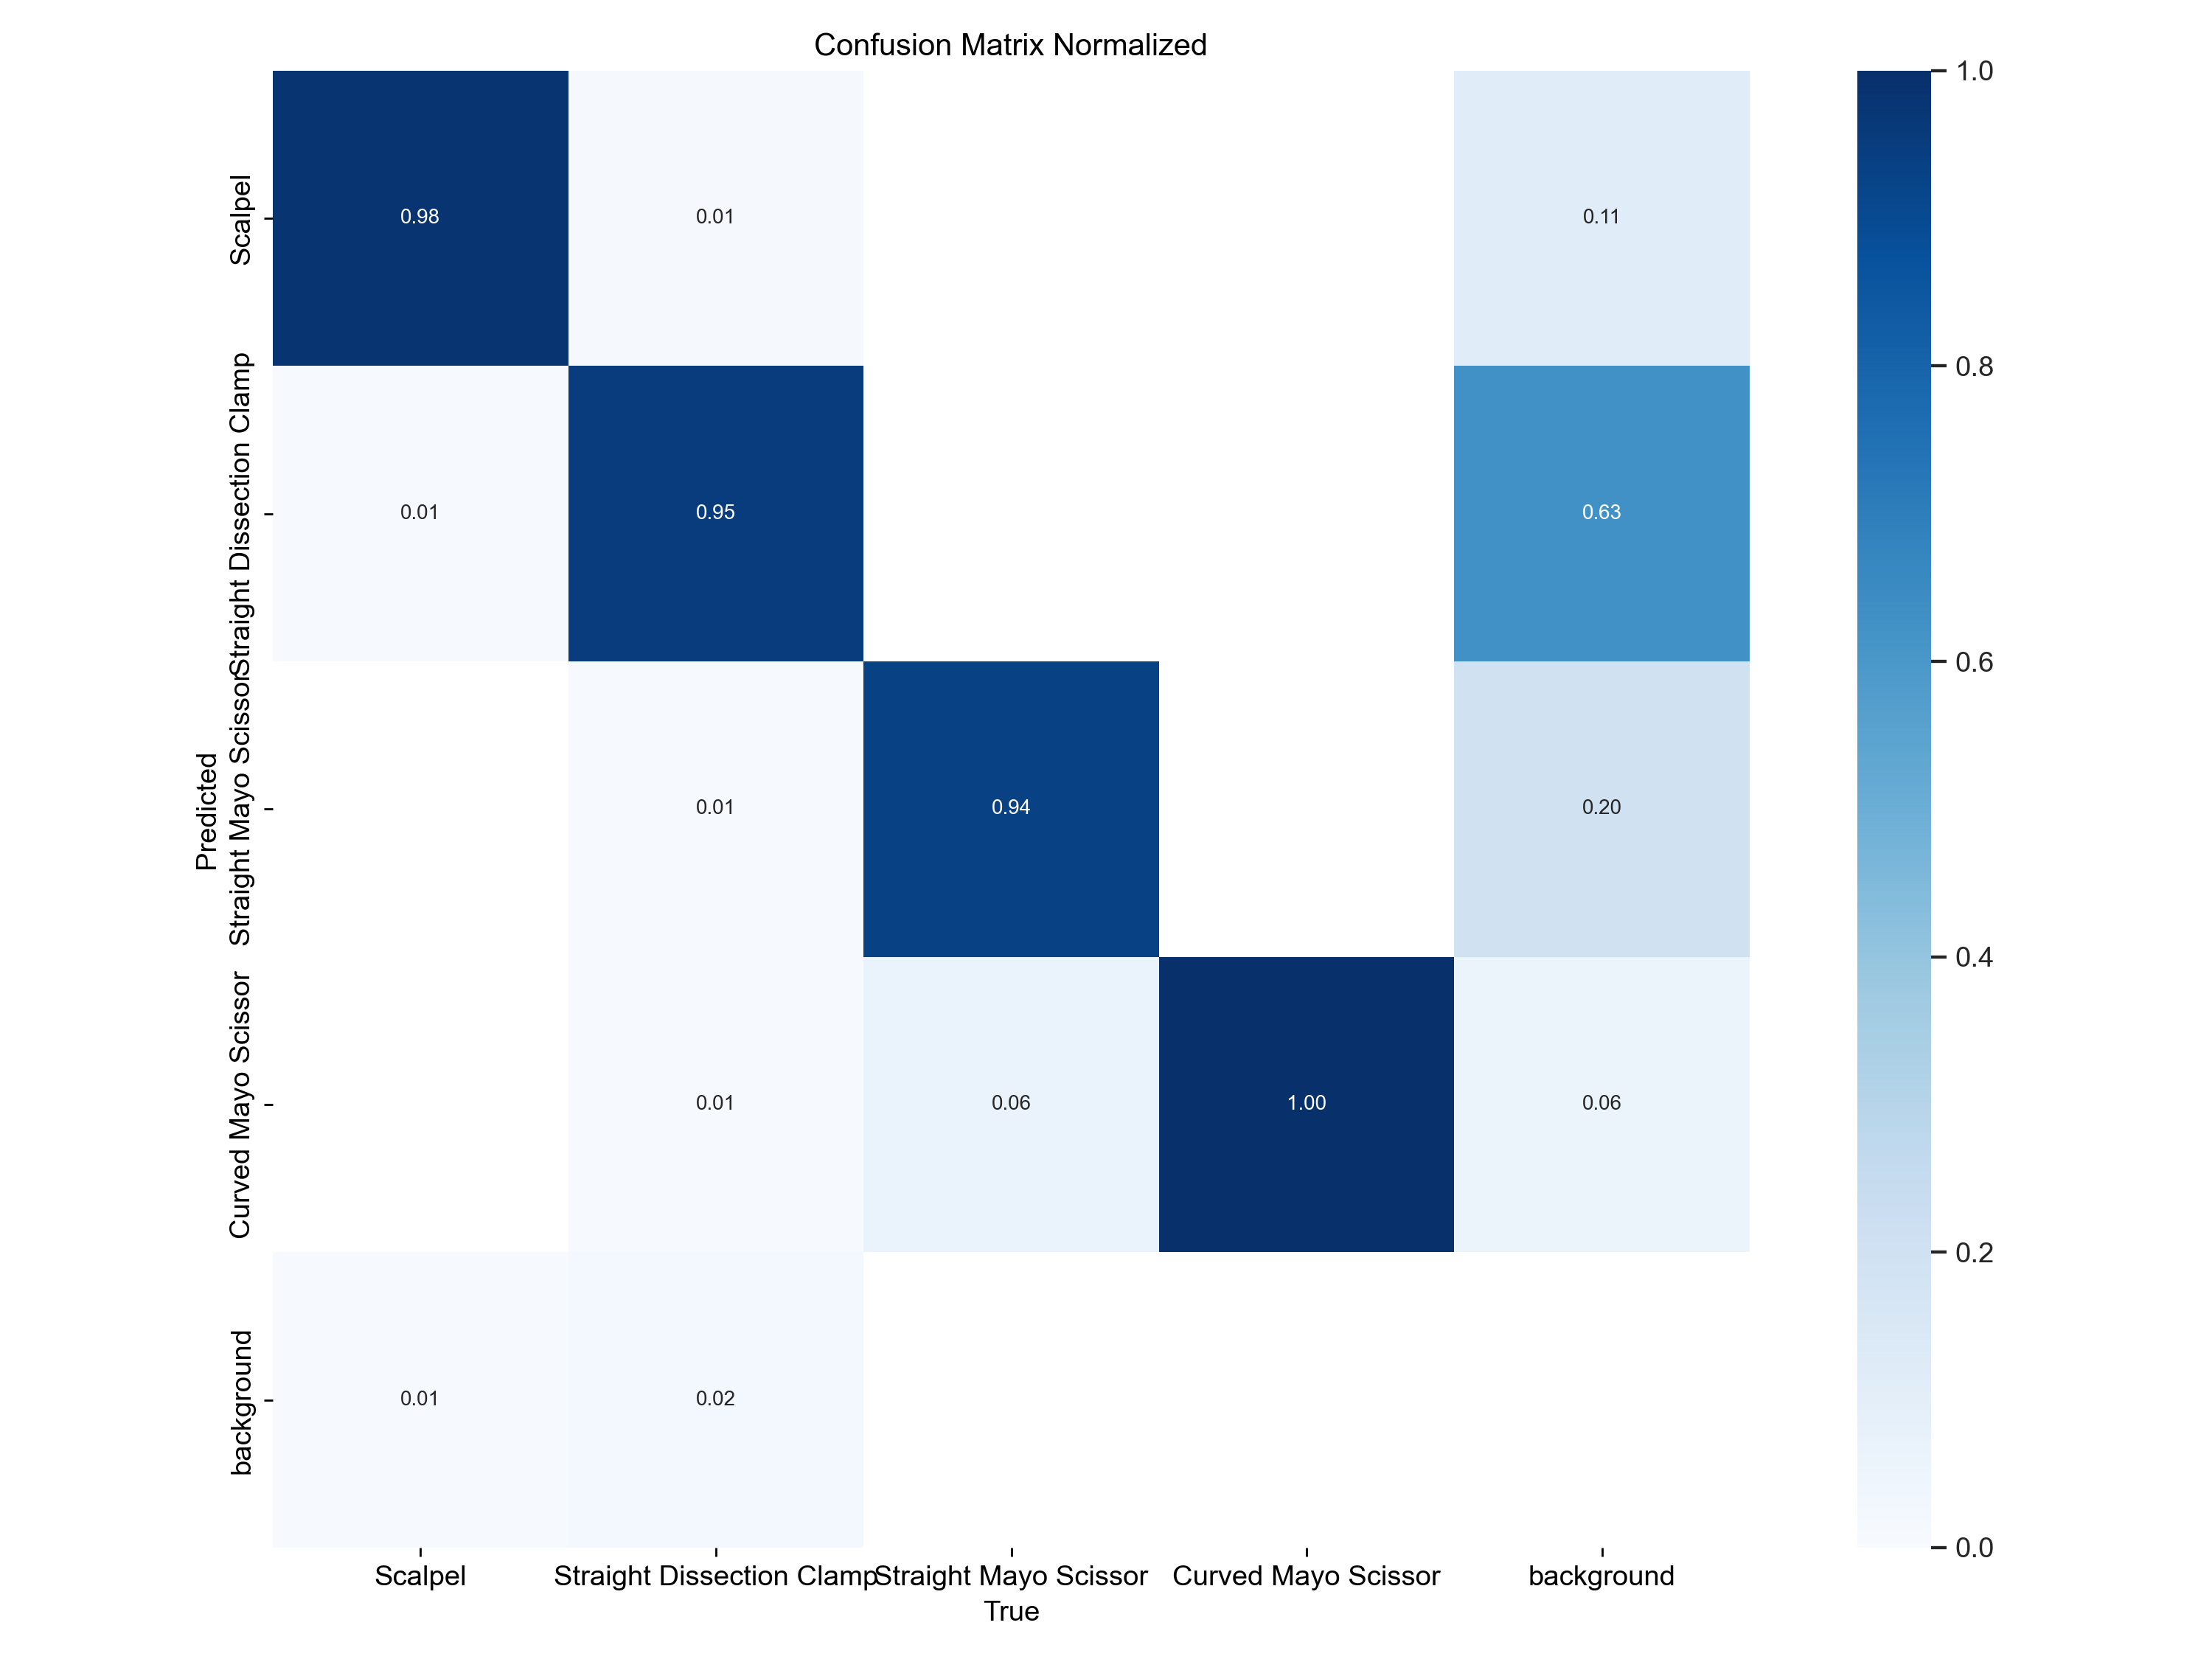 Confusion Matrix Normalized
Predicted
Scalpel
Straight Dissection Clamp
Straight Mayo Scissor
Curved Mayo Scissor
background
0.98
0.01
0.11
0.01
0.95
0.63
0.01
0.94
0.20
0.01
0.06
1.00
0.06
0.01
0.02
Scalpel
Straight Dissection Clamp
Straight Mayo Scissor
Curved Mayo Scissor
background
True
1.0
0.8
0.6
0.4
0.2
0.0